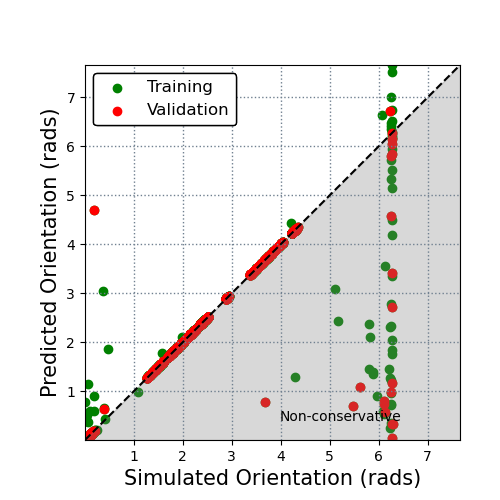 Training
Validation
Predicted Orientation (rads)
7
6
5
4
3
2
1
Non-conservative
1 2 3 4 5 6 7
Simulated Orientation (rads)